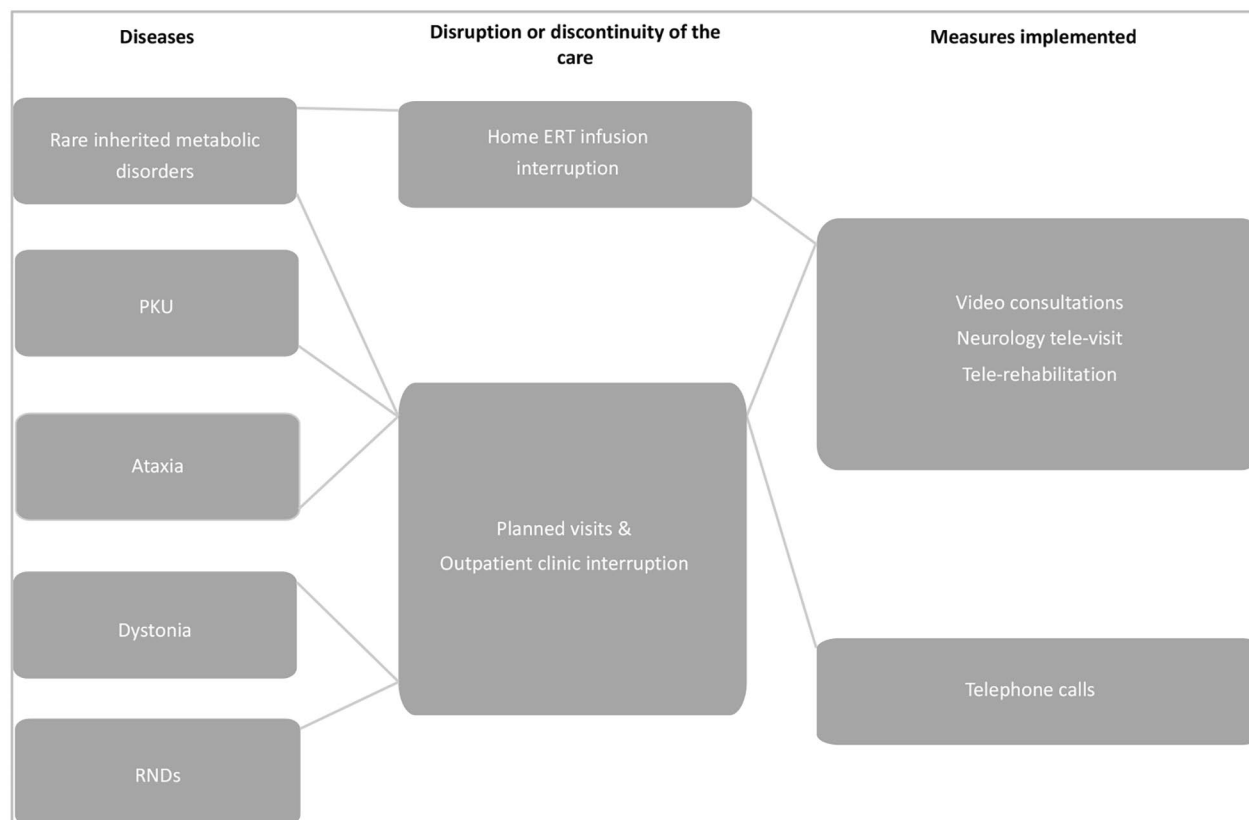 Diseases
Disruption or discontinuity of the
care
Measures implemented
Rare inherited metabolic
disorders
Home ERT infusion
interruption
PKU
Video consultations
Neurology tele-visit
Tele-rehabilitation
Ataxia
Planned visits &
Outpatient clinic interruption
Dystonia
Telephone calls
RNDs